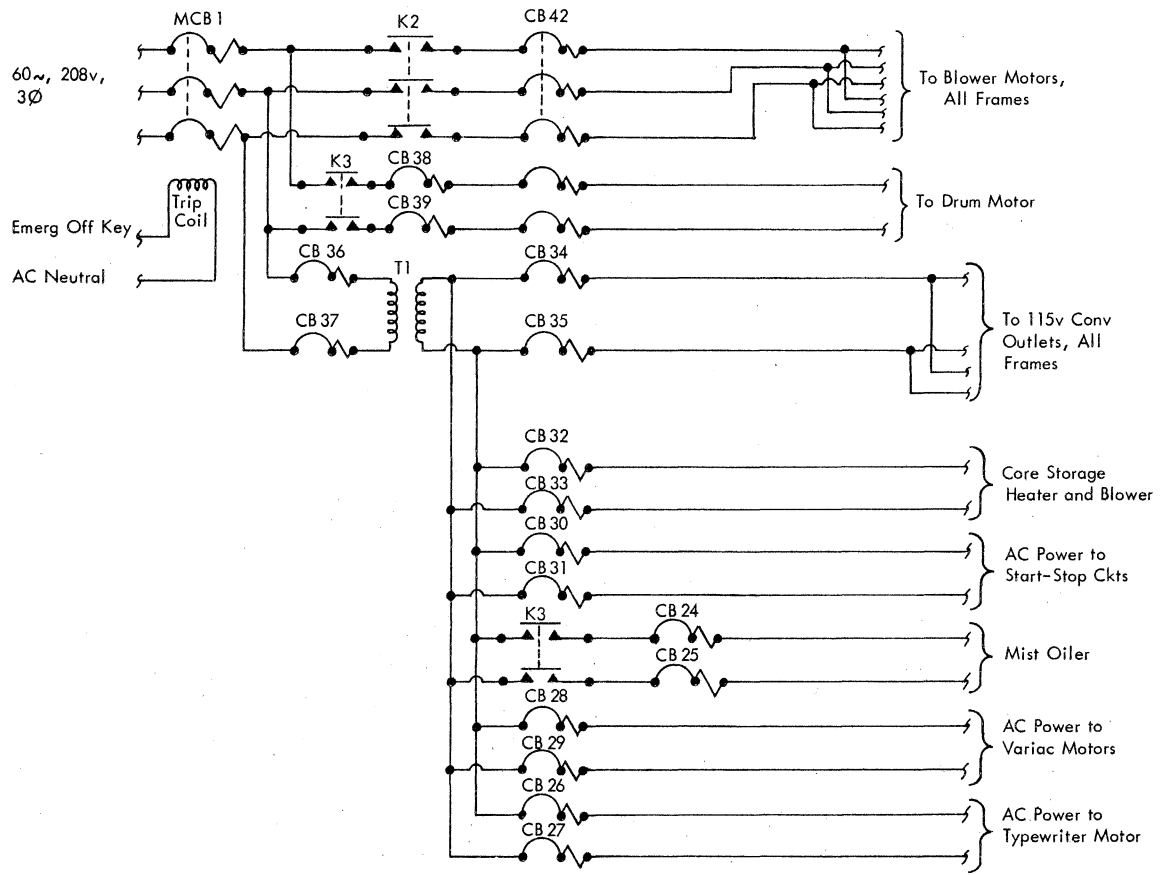 MCB 1
K2
CB 42
60~, 208v,
3Ø
To Blower Motors,
All Frames
K3
CB 38
CB 39
To Drum Motor
Trip
Coil
Emerg Off Key
AC Neutral
CB 36
CB 37
T1
CB 34
CB 35
To 115v Conv
Outlets, All
Frames
CB 32
CB 33
Core Storage
Heater and Blower
CB 30
CB 31
AC Power to
Start-Stop Ckts
K3
CB 24
CB 25
Mist Oiler
CB 28
CB 29
AC Power to
Variac Motors
CB 26
CB 27
AC Power to
Typewriter Motor